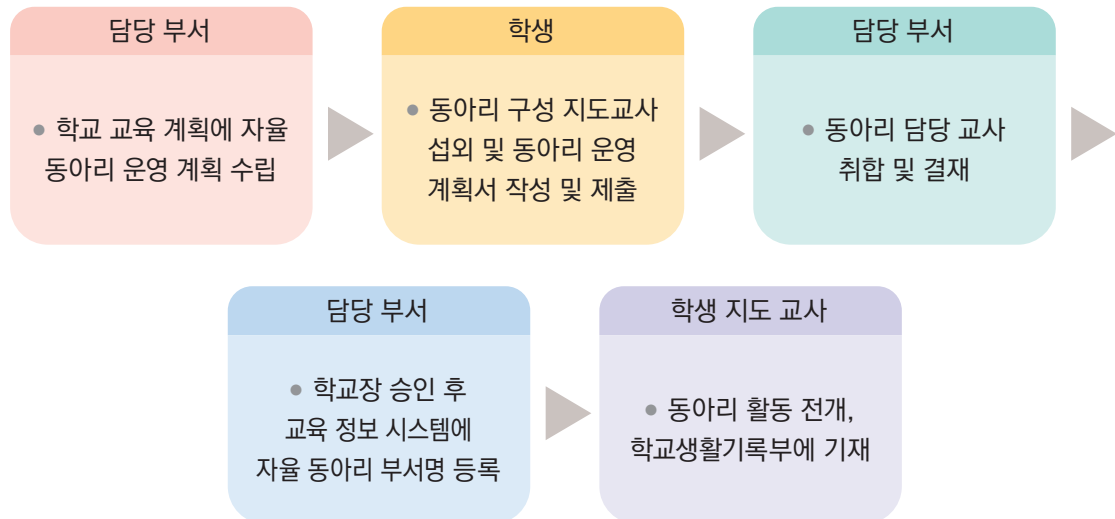 담당 부서
● 학교 교육 계획에 자율
동아리 운영 계획 수립
학생
● 동아리 구성 지도교사
섭외 및 동아리 운영
계획서 작성 및 제출
담당 부서
● 동아리 담당 교사
취합 및 결재
담당 부서
● 학교장 승인 후
교육 정보 시스템에
자율 동아리 부서명 등록
학생 지도 교사
● 동아리 활동 전개,
학교생활기록부에 기재